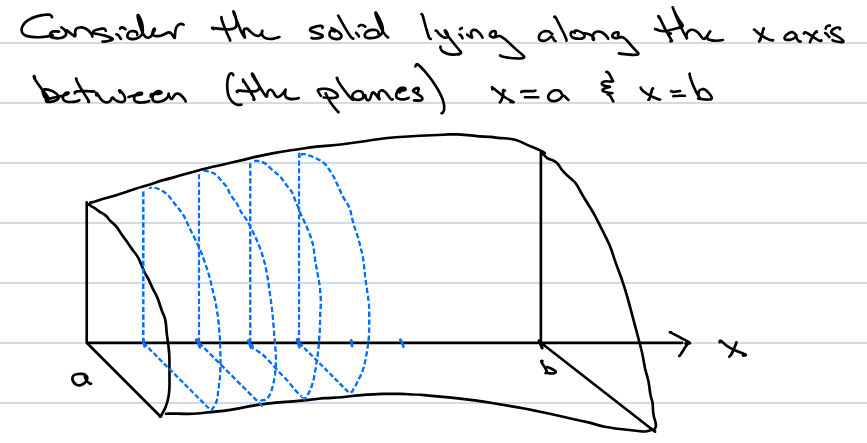 Consider the solid lying along the x axis
between (the planes) x=a & x=b
a
b
x